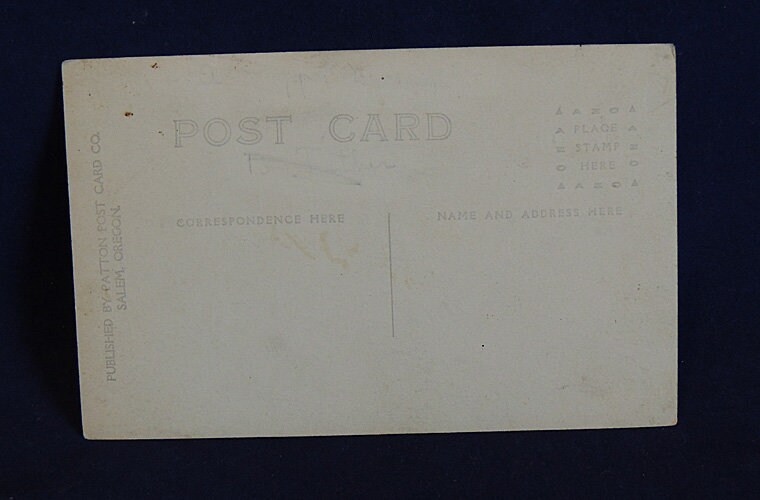 POST CARD
A A Z O A
A PLACE A
Z STAMP Z
O HERE O
A A Z O A
CORRESPONDENCE HERE
NAME AND ADDRESS HERE
PUBLISHED BY PATTON POST CARD CO.
SALEM, OREGON.